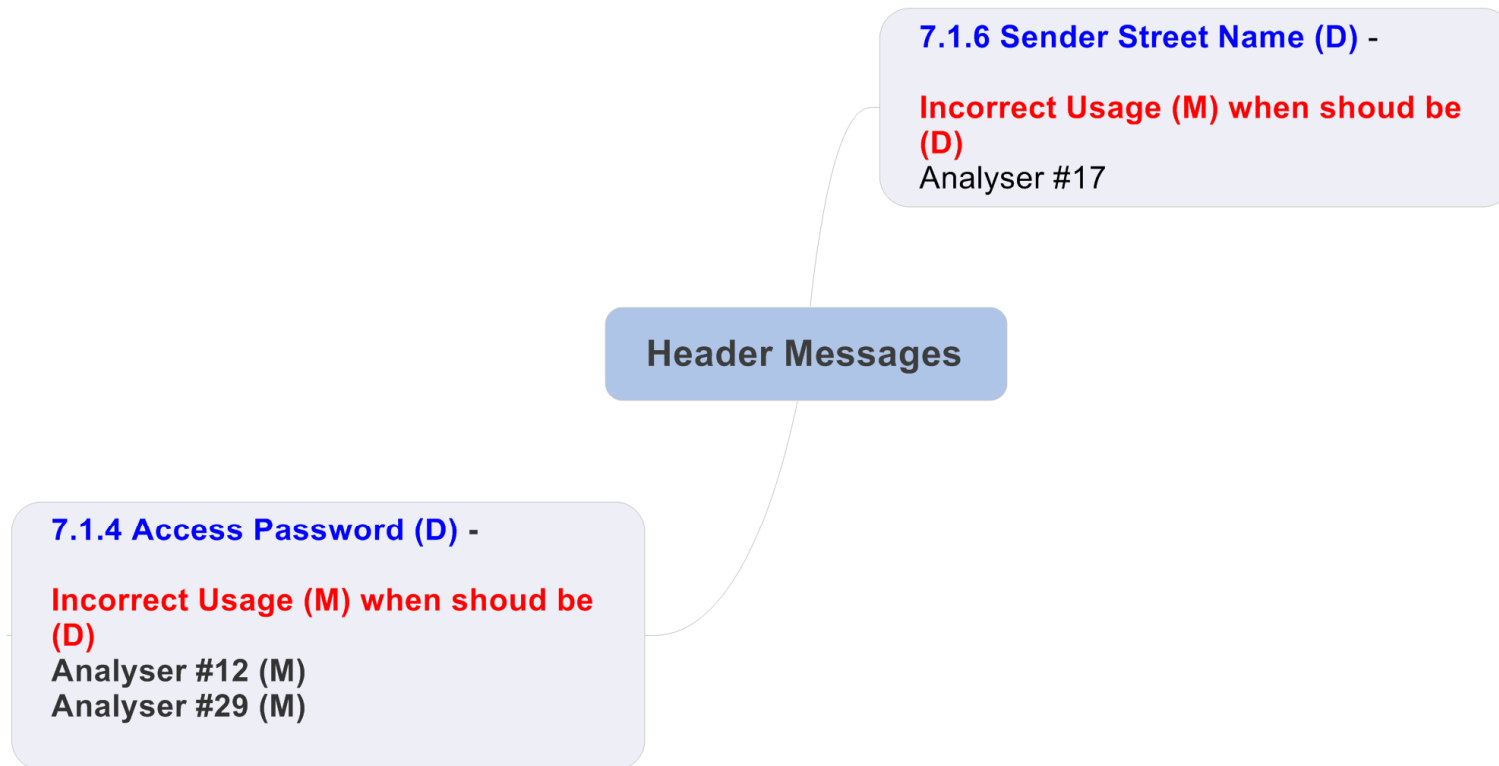 7.1.6 Sender Street Name (D) -
Incorrect Usage (M) when shoud be
(D)
Analyser #17
Header Messages
7.1.4 Access Password (D) -
Incorrect Usage (M) when shoud be
(D)
Analyser #12 (M)
Analyser #29 (M)